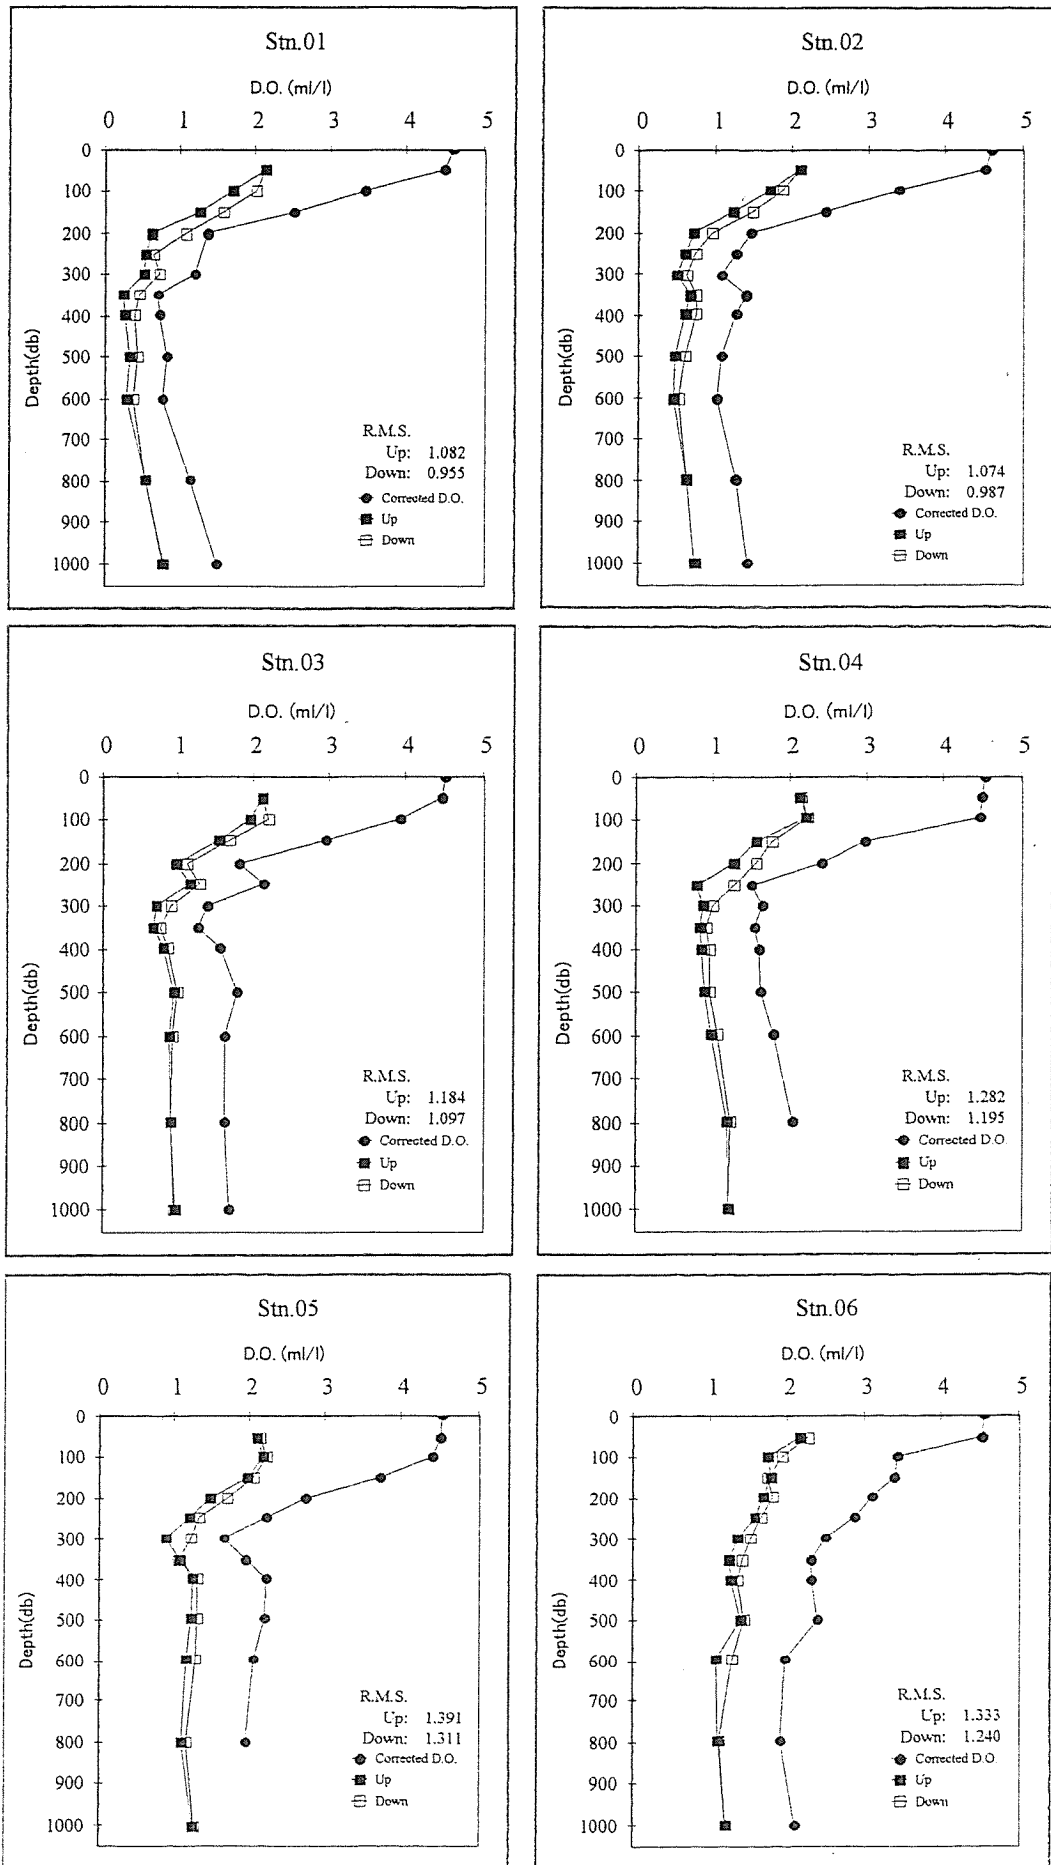 Stn.01
D.O. (ml/l)
0 1 2 3 4 5
0
100
200
300
400
500
600
700
800
900
1000
Depth(db)
R.M.S.
Up: 1.082
Down: 0.955
Corrected D.O.
Up
Down
Stn.02
D.O. (ml/l)
0 1 2 3 4 5
0
100
200
300
400
500
600
700
800
900
1000
Depth(db)
R.M.S.
Up: 1.074
Down: 0.987
Corrected D.O.
Up
Down
Stn.03
D.O. (ml/l)
0 1 2 3 4 5
0
100
200
300
400
500
600
700
800
900
1000
Depth(db)
R.M.S.
Up: 1.184
Down: 1.097
Corrected D.O.
Up
Down
Stn.04
D.O. (ml/l)
0 1 2 3 4 5
0
100
200
300
400
500
600
700
800
900
1000
Depth(db)
R.M.S.
Up: 1.282
Down: 1.195
Corrected D.O.
Up
Down
Stn.05
D.O. (ml/l)
0 1 2 3 4 5
0
100
200
300
400
500
600
700
800
900
1000
Depth(db)
R.M.S.
Up: 1.391
Down: 1.311
Corrected D.O.
Up
Down
Stn.06
D.O. (ml/l)
0 1 2 3 4 5
0
100
200
300
400
500
600
700
800
900
1000
Depth(db)
R.M.S.
Up: 1.333
Down: 1.240
Corrected D.O.
Up
Down